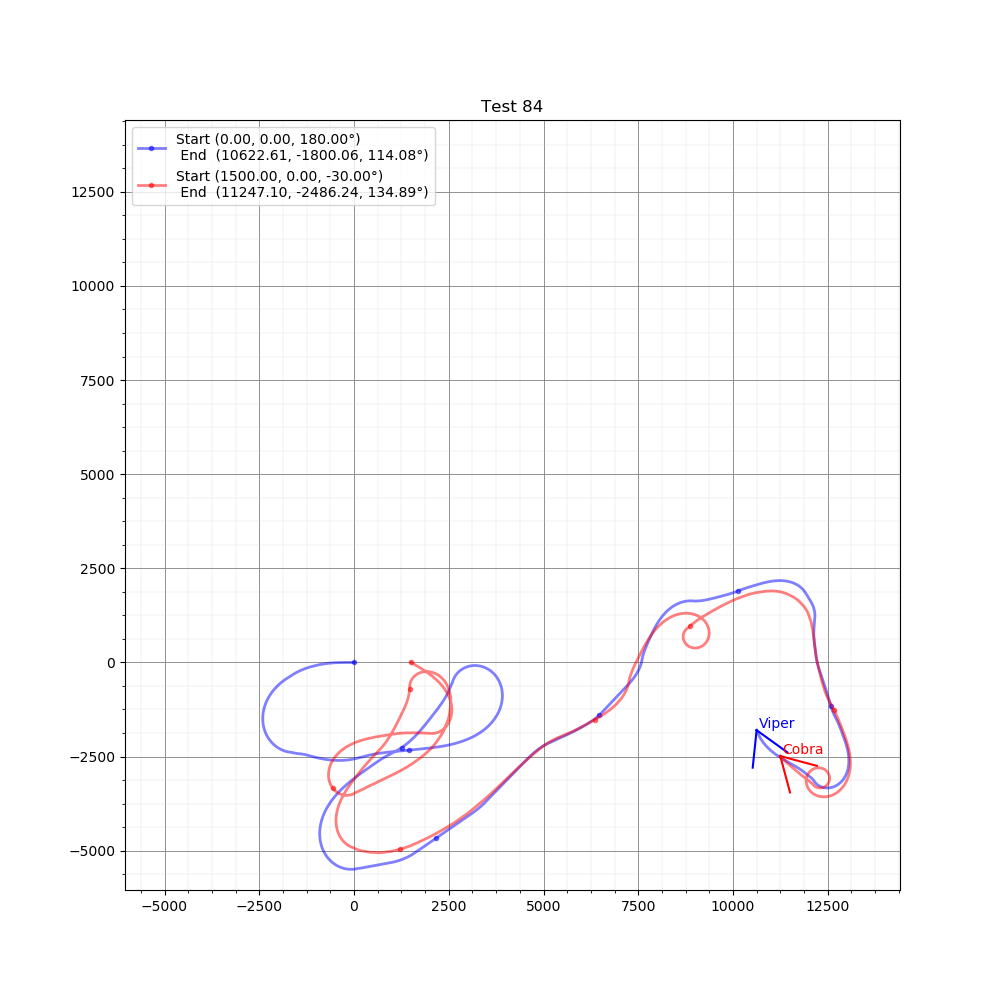 Test 84
Start (0.00, 0.00, 180.00°)
End (10622.61, -1800.06, 114.08°)
Start (1500.00, 0.00, -30.00°)
End (11247.10, -2486.24, 134.89°)
12500
10000
7500
5000
2500
0
−2500
−5000
Viper
Cobra
−5000 −2500 0 2500 5000 7500 10000 12500